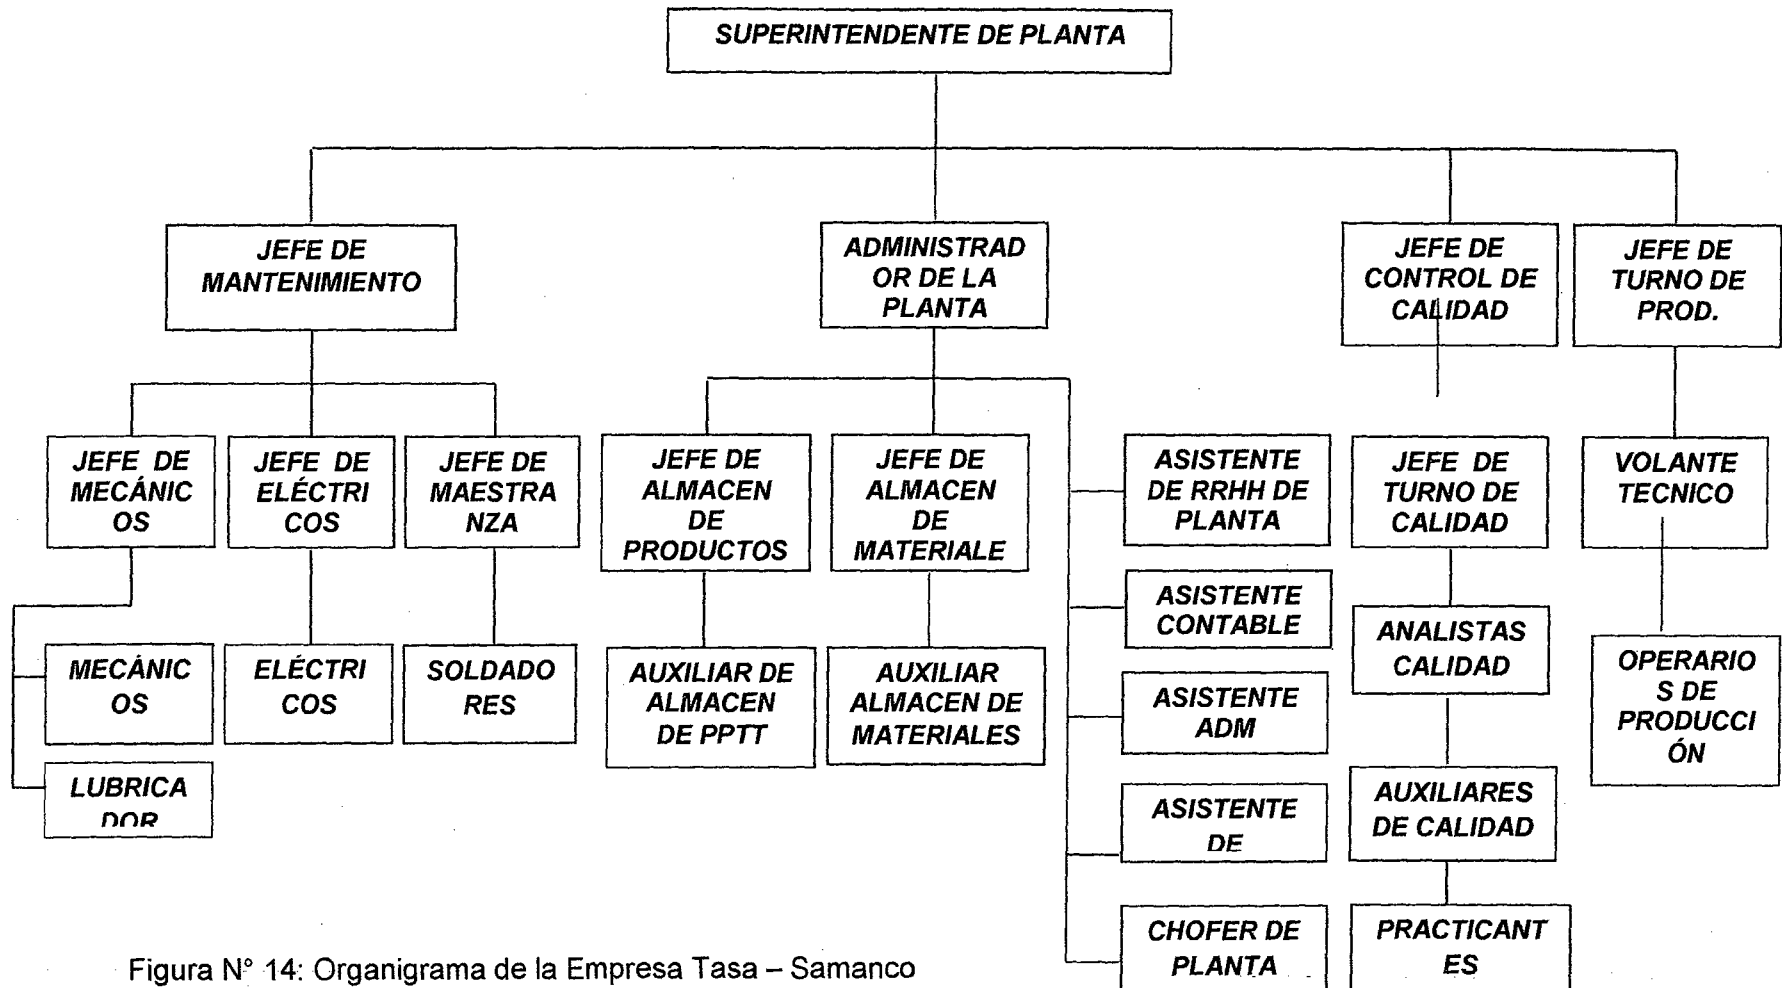 SUPERINTENDENTE DE PLANTA
JEFE DE
MANTENIMIENTO
ADMINISTRAD
OR DE LA
PLANTA
JEFE DE
CONTROL DE
CALIDAD
JEFE DE
TURNO DE
PROD.
JEFE DE
MECÁNIC
OS
JEFE DE
ELÉCTRI
COS
JEFE DE
MAESTRA
NZA
JEFE DE
ALMACEN
DE
PRODUCTOS
JEFE DE
ALMACEN
DE
MATERIALE
ASISTENTE
DE RRHH DE
PLANTA
JEFE DE
TURNO DE
CALIDAD
VOLANTE
TECNICO
ASISTENTE
CONTABLE
ANALISTAS
CALIDAD
MECÁNIC
OS
ELÉCTRI
COS
SOLDADO
RES
AUXILIAR DE
ALMACEN
DE PPTT
AUXILIAR
ALMACEN DE
MATERIALES
ASISTENTE
ADM
OPERARIO
S DE
PRODUCCI
ÓN
LUBRICA
DOR
ASISTENTE
DE
AUXILIARES
DE CALIDAD
CHOFER DE
PLANTA
PRACTICANT
ES
Figura N° 14: Organigrama de la Empresa Tasa – Samanco